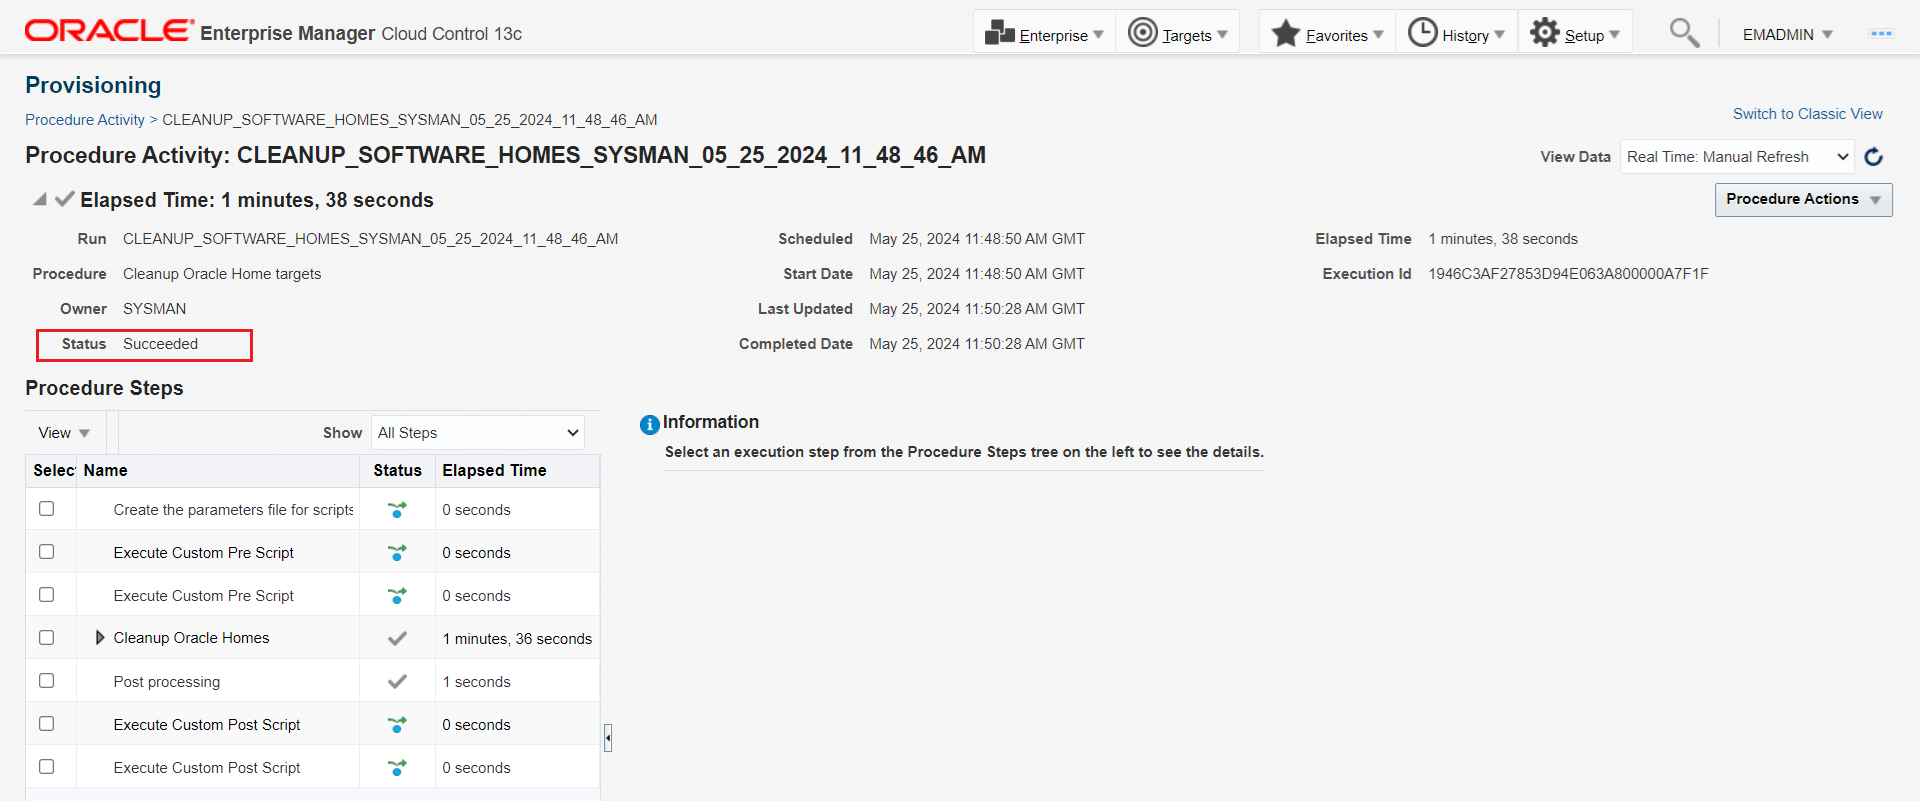 ORACLE Enterprise Manager Cloud Control 13c
Enterprise
Targets
Favorites
History
Setup
EMADMIN
Provisioning
Procedure Activity > CLEANUP_SOFTWARE_HOMES_SYSMAN_05_25_2024_11_48_46_AM
Switch to Classic View
Procedure Activity: CLEANUP_SOFTWARE_HOMES_SYSMAN_05_25_2024_11_48_46_AM
View Data Real Time: Manual Refresh
Elapsed Time: 1 minutes, 38 seconds
Procedure Actions
Run CLEANUP_SOFTWARE_HOMES_SYSMAN_05_25_2024_11_48_46_AM
Procedure Cleanup Oracle Home targets
Owner SYSMAN
Status Succeeded
Scheduled May 25, 2024 11:48:50 AM GMT
Start Date May 25, 2024 11:48:50 AM GMT
Last Updated May 25, 2024 11:50:28 AM GMT
Completed Date May 25, 2024 11:50:28 AM GMT
Elapsed Time 1 minutes, 38 seconds
Execution Id 1946C3AF27853D94E063A800000A7F1F
Procedure Steps
View Show All Steps
Select Name Status Elapsed Time
Create the parameters file for scripts 0 seconds
Execute Custom Pre Script 0 seconds
Execute Custom Pre Script 0 seconds
Cleanup Oracle Homes 1 minutes, 36 seconds
Post processing 1 seconds
Execute Custom Post Script 0 seconds
Execute Custom Post Script 0 seconds
Information
Select an execution step from the Procedure Steps tree on the left to see the details.